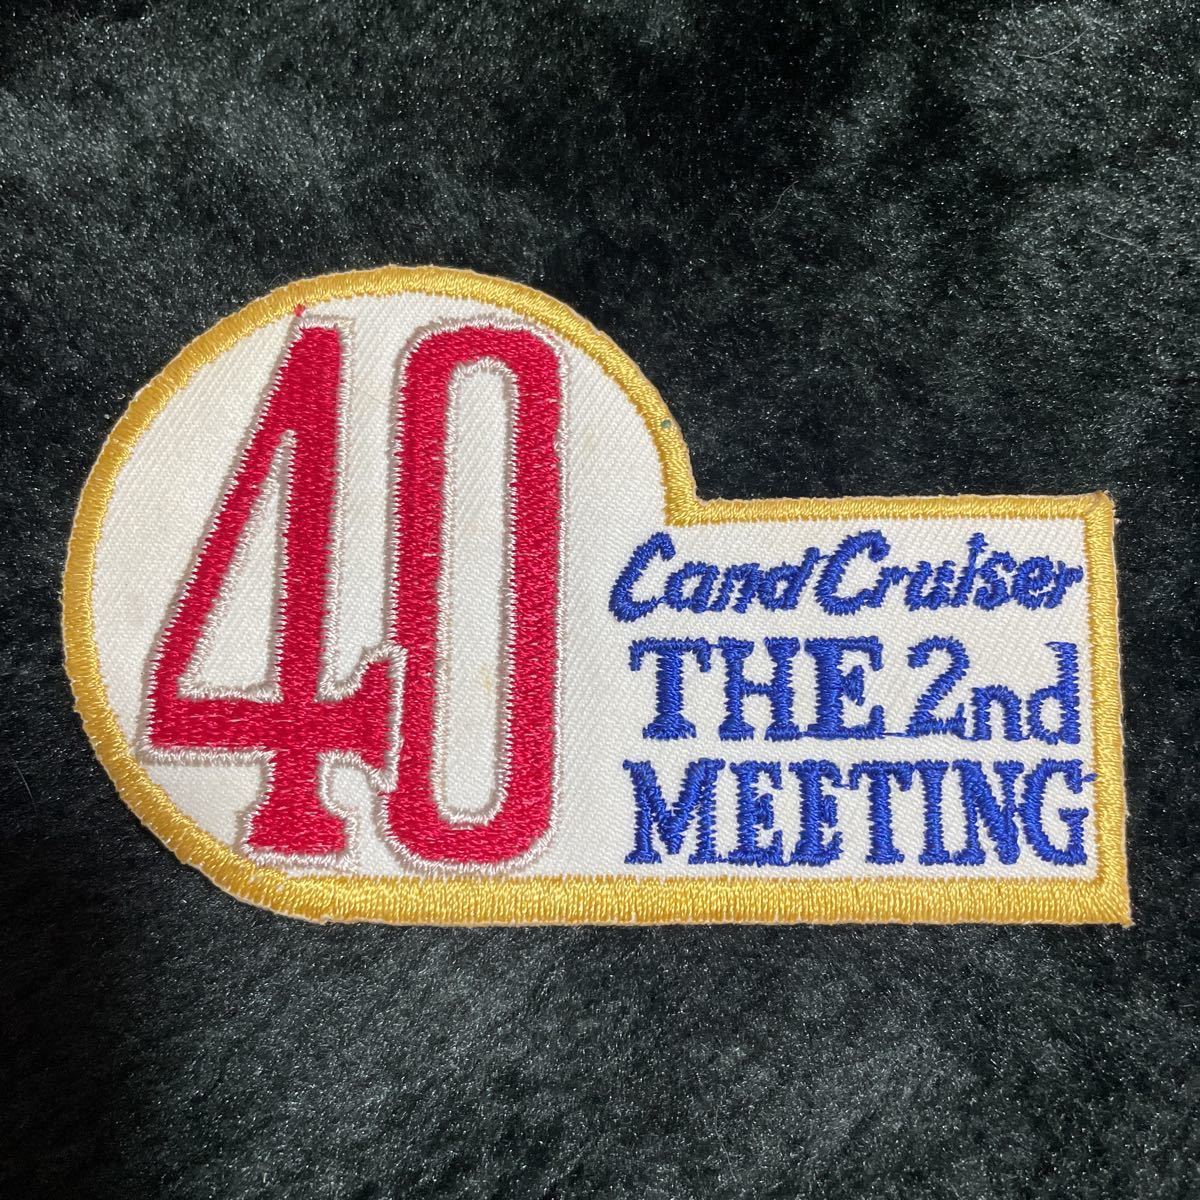 40
Land Cruiser
THE 2nd
MEETING